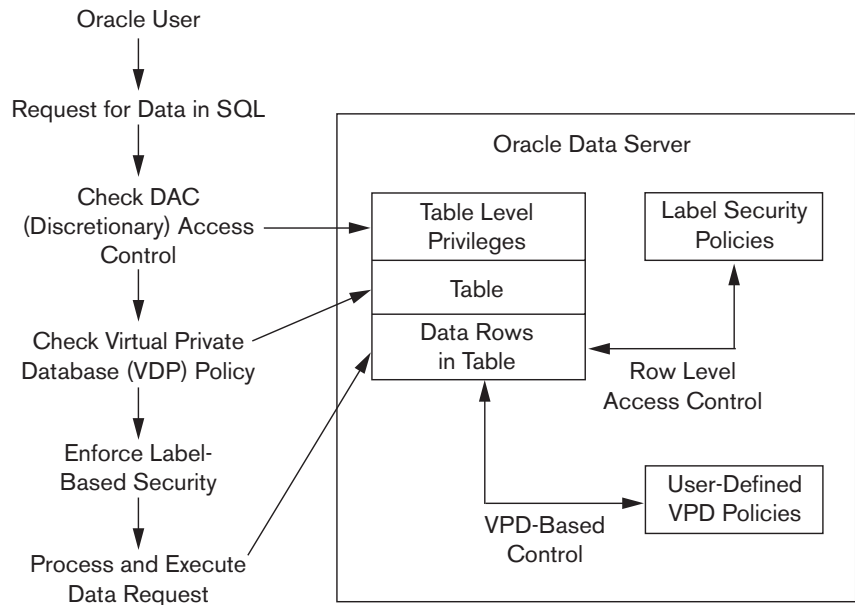 Oracle User
Request for Data in SQL
Check DAC
(Discretionary) Access
Control
Check Virtual Private
Database (VDP) Policy
Enforce Label-
Based Security
Process and Execute
Data Request
Oracle Data Server
Table Level
Privileges
Table
Data Rows
in Table
Label Security
Policies
Row Level
Access Control
User-Defined
VPD Policies
VPD-Based
Control